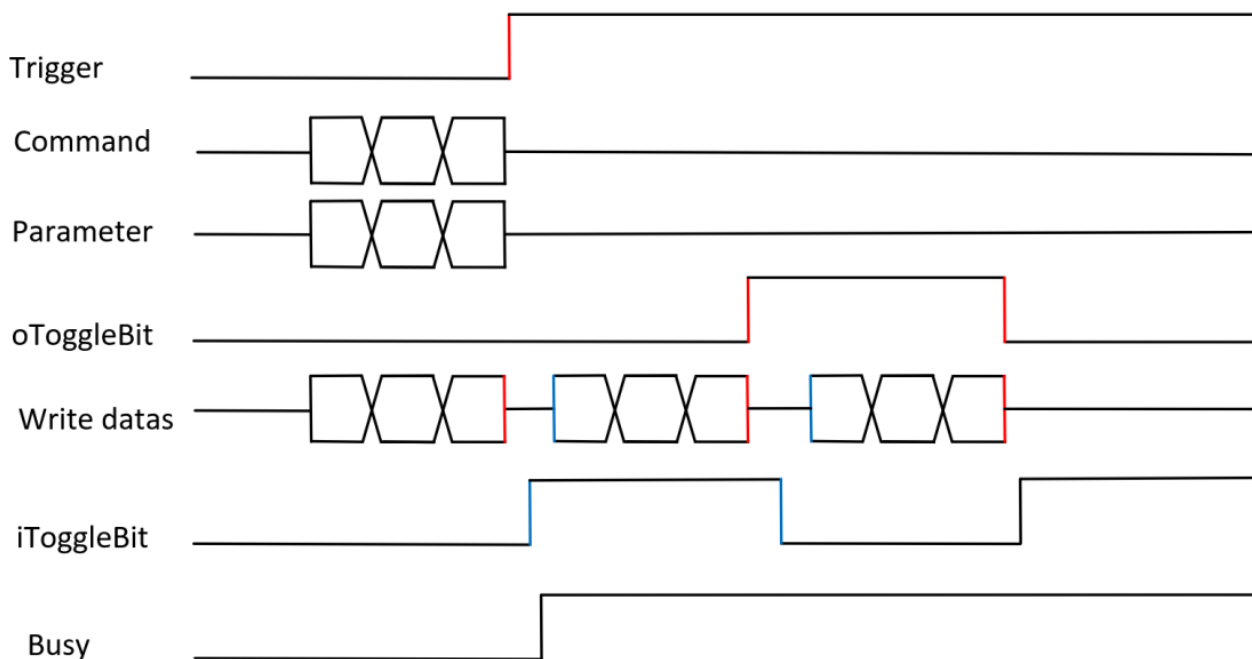 Trigger
Command
Parameter
oToggleBit
Write datas
iToggleBit
Busy